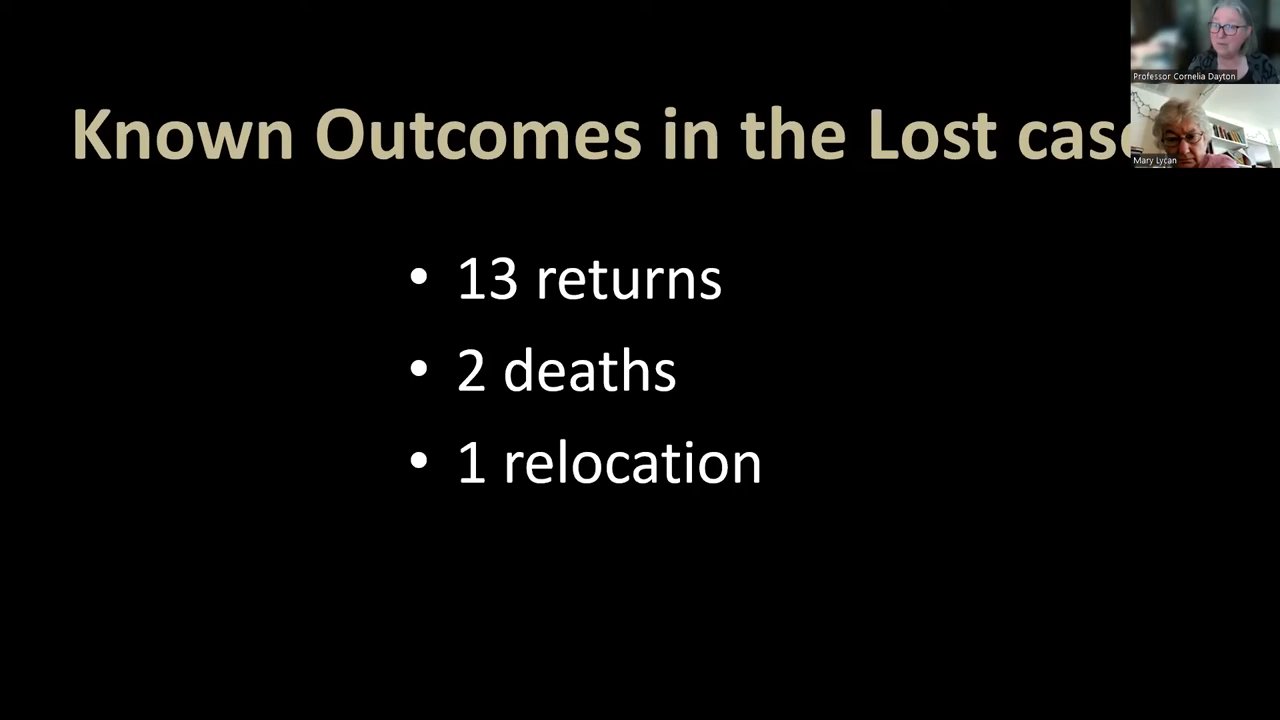 Known Outcomes in the Lost case
• 13 returns
• 2 deaths
• 1 relocation
Professor Cornelia Dayton
Mary Lycan